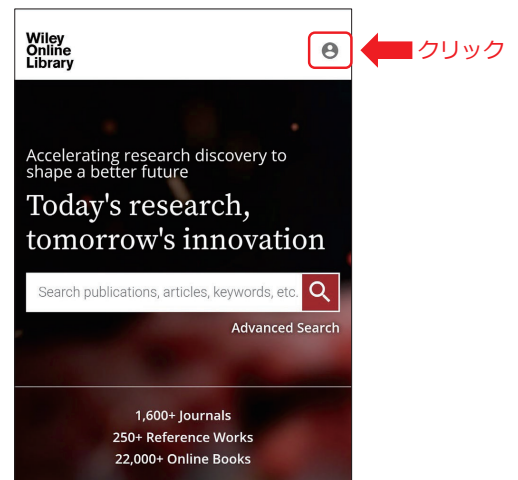 Wiley
Online
Library
クリック
Accelerating research discovery to
shape a better future
Today's research,
tomorrow's innovation
Search publications, articles, keywords, etc.
Advanced Search
1,600+ Journals
250+ Reference Works
22,000+ Online Books